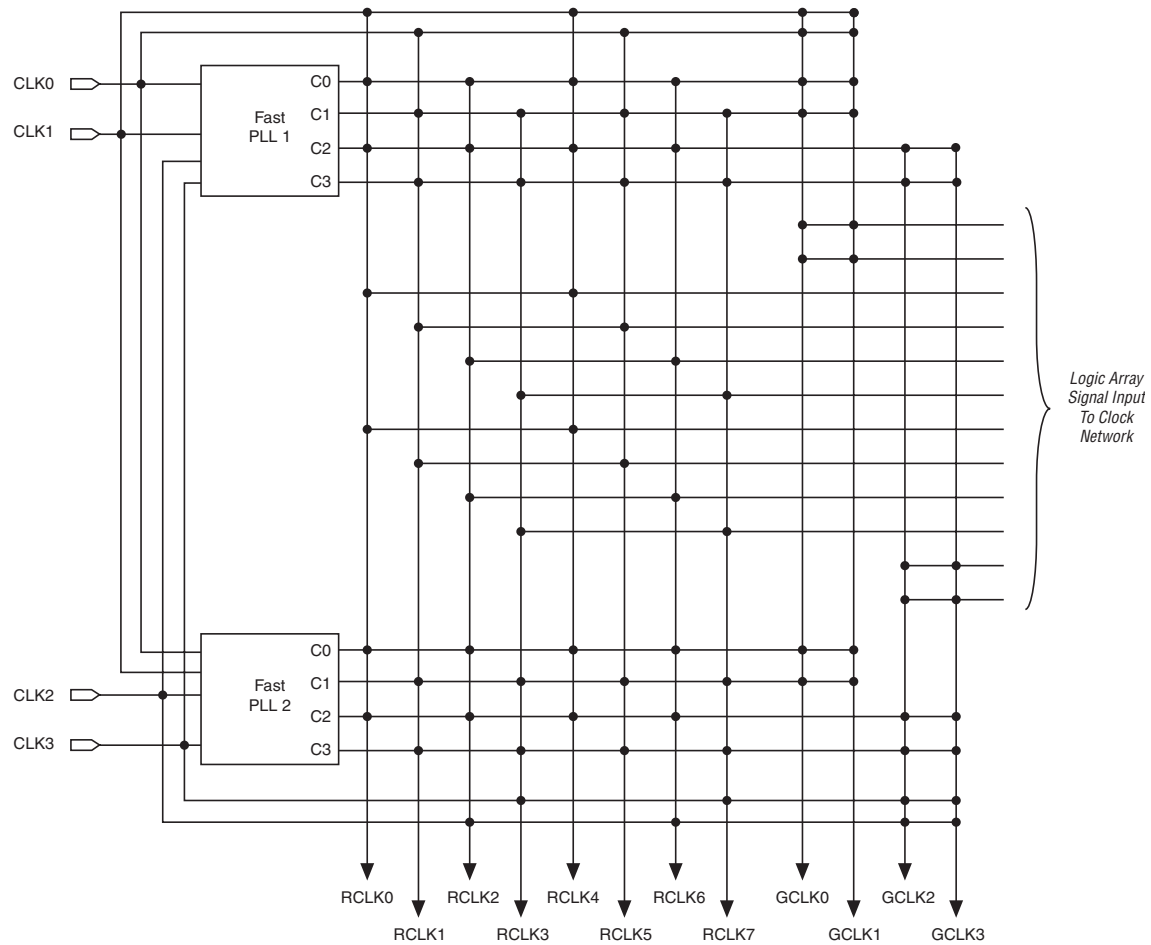 CLK0
CLK1
Fast
PLL 1
C0
C1
C2
C3
Logic Array
Signal Input
To Clock
Network
CLK2
CLK3
Fast
PLL 2
C0
C1
C2
C3
RCLK0
RCLK2
RCLK4
RCLK6
GCLK0
GCLK2
RCLK1
RCLK3
RCLK5
RCLK7
GCLK1
GCLK3